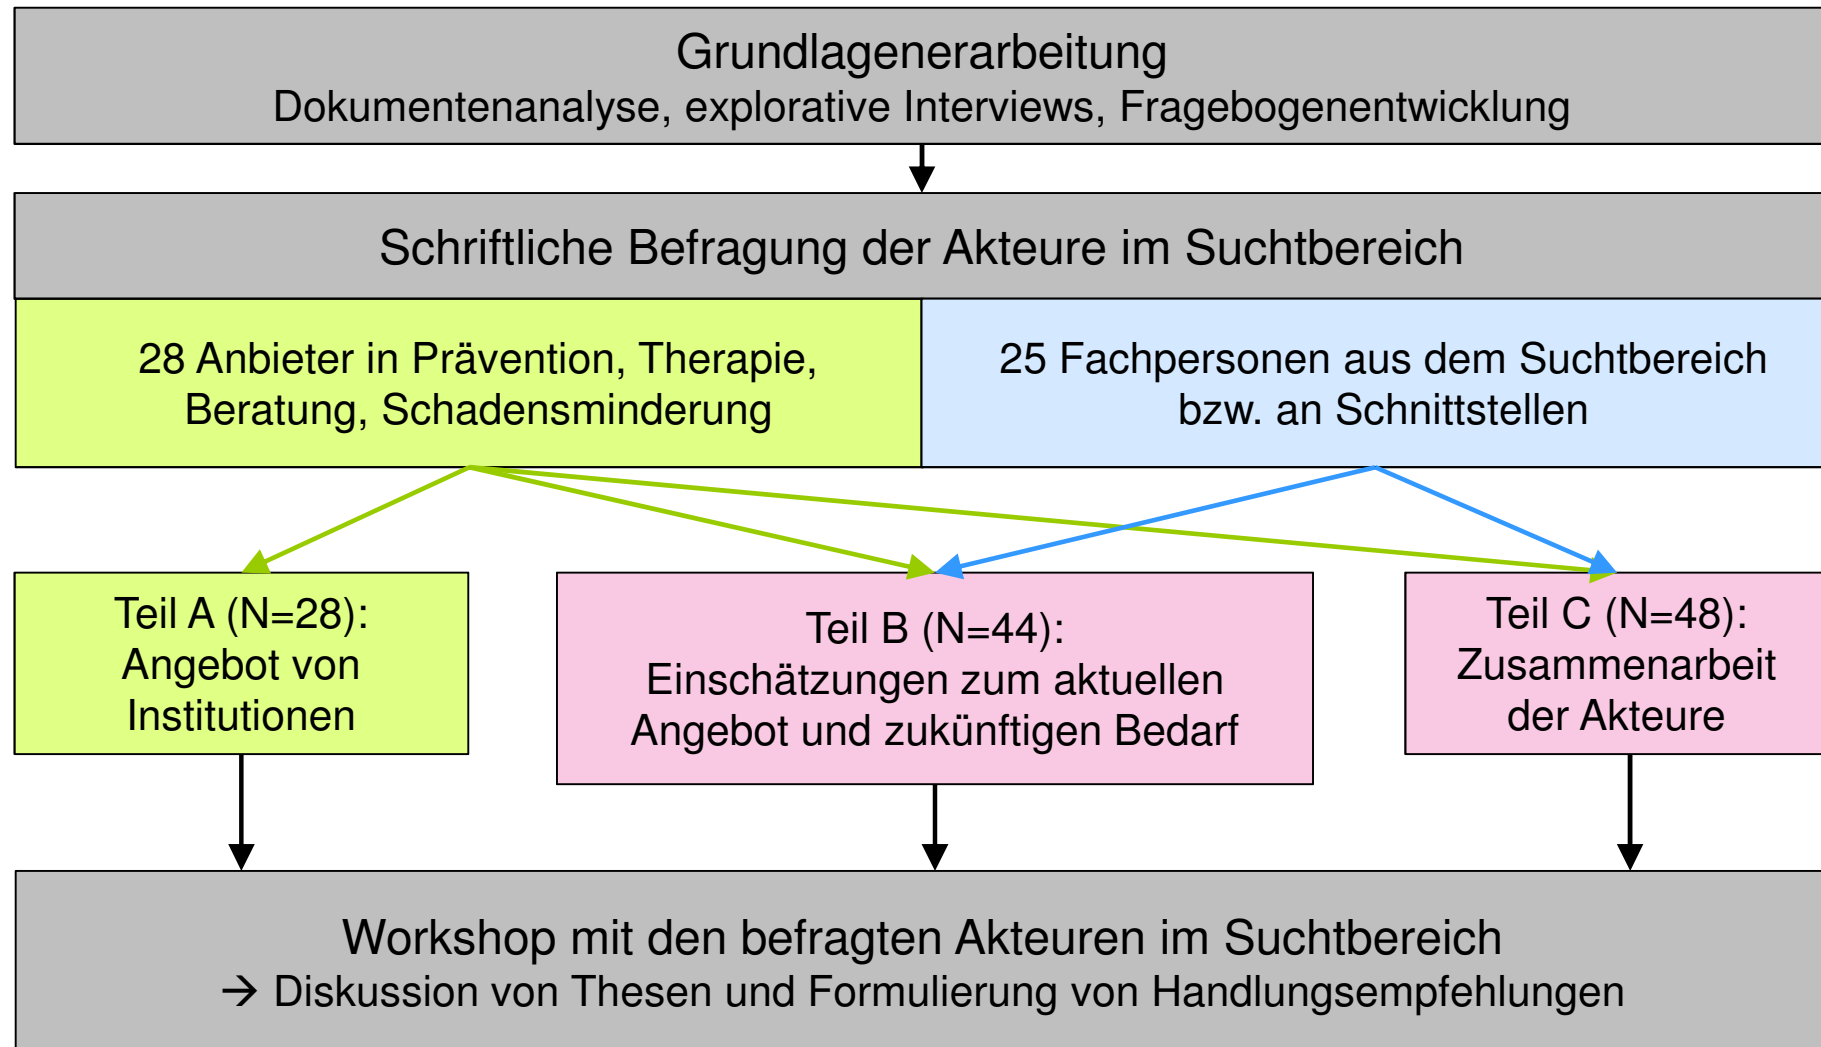 Grundlagenerarbeitung
Dokumentenanalyse, explorative Interviews, Fragebogenentwicklung
Schriftliche Befragung der Akteure im Suchtbereich
28 Anbieter in Prävention, Therapie,
Beratung, Schadensminderung
25 Fachpersonen aus dem Suchtbereich
bzw. an Schnittstellen
Teil A (N=28):
Angebot von
Institutionen
Teil B (N=44):
Einschätzungen zum aktuellen
Angebot und zukünftigen Bedarf
Teil C (N=48):
Zusammenarbeit
der Akteure
Workshop mit den befragten Akteuren im Suchtbereich
→ Diskussion von Thesen und Formulierung von Handlungsempfehlungen